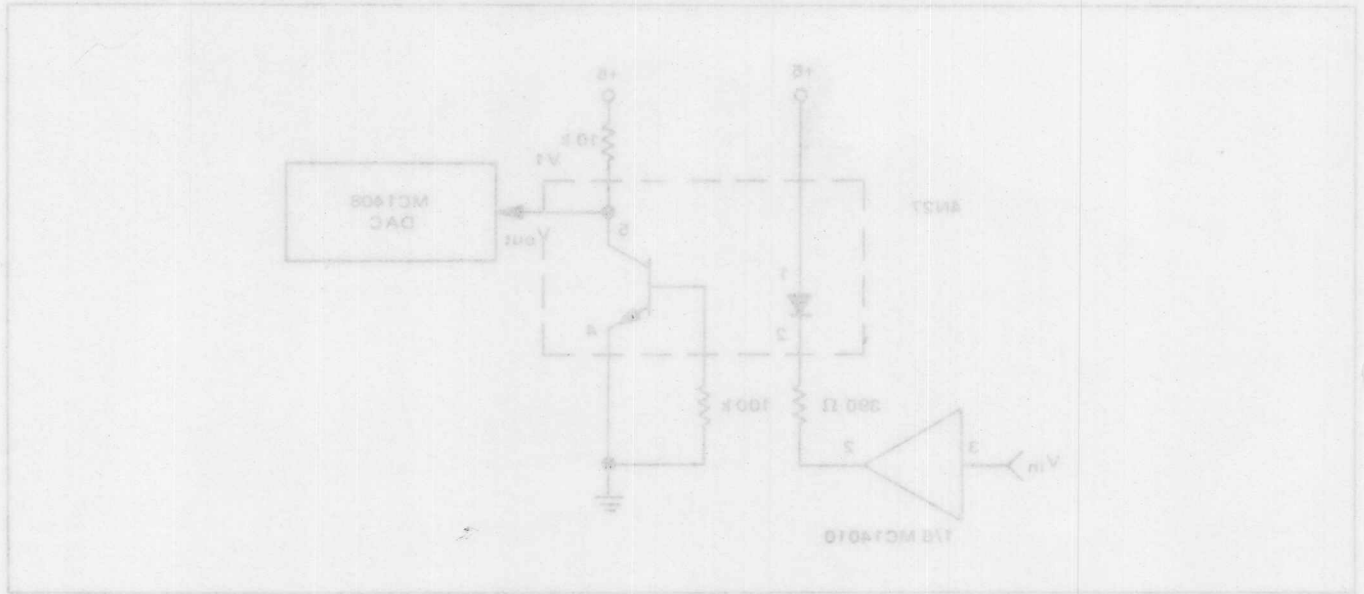 +5
+5
10 k
V1
MC1408
DAC
4N27
5
Vout
1
4
2
100 k
390 Ω
2
3
Vin
1/6 MC14010